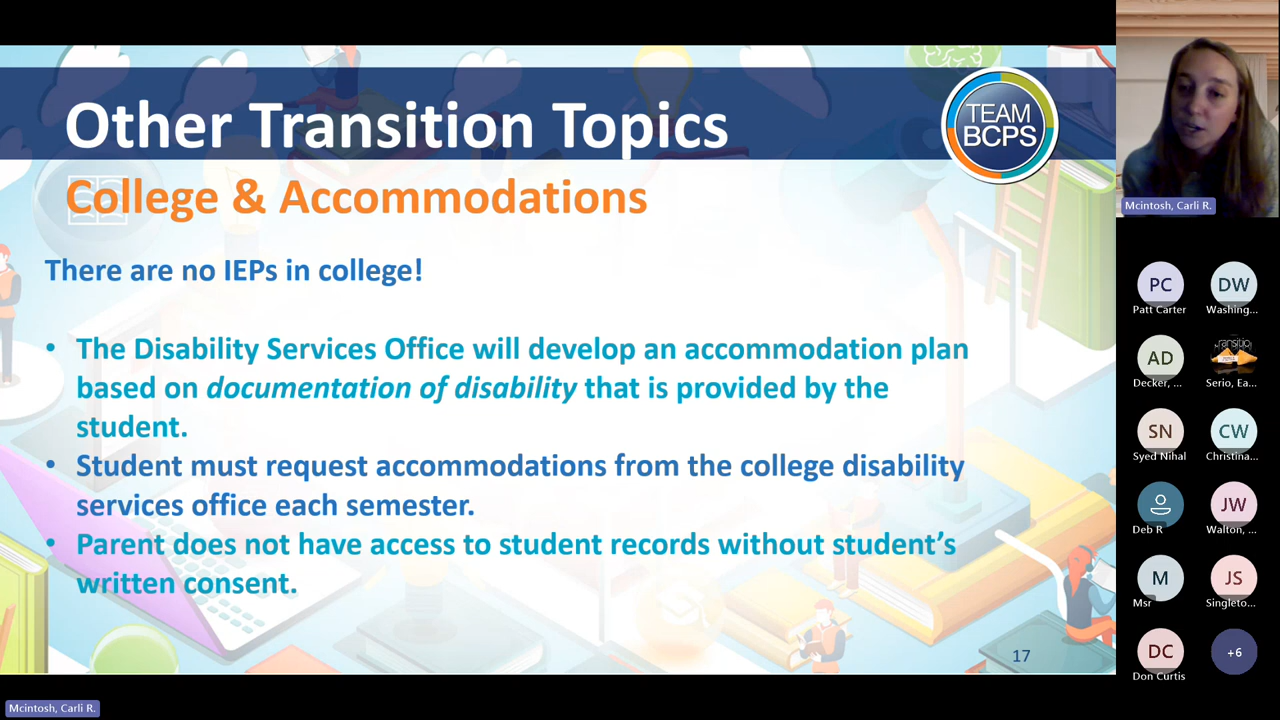 Other Transition Topics
TEAM
BCPS
College & Accommodations
There are no IEPs in college!
• The Disability Services Office will develop an accommodation plan
based on documentation of disability that is provided by the
student.
• Student must request accommodations from the college disability
services office each semester.
• Parent does not have access to student records without student’s
written consent.
17
Mcintosh, Carli R.
Mcintosh, Carli R.
PC
DW
Patt Carter
Washing...
AD
Decker, ...
Serio, Ea...
SN
CW
Syed Nihal
Christina...
JW
Deb R
Walton, ...
M
JS
Msr
Singleto...
DC
+6
Don Curtis